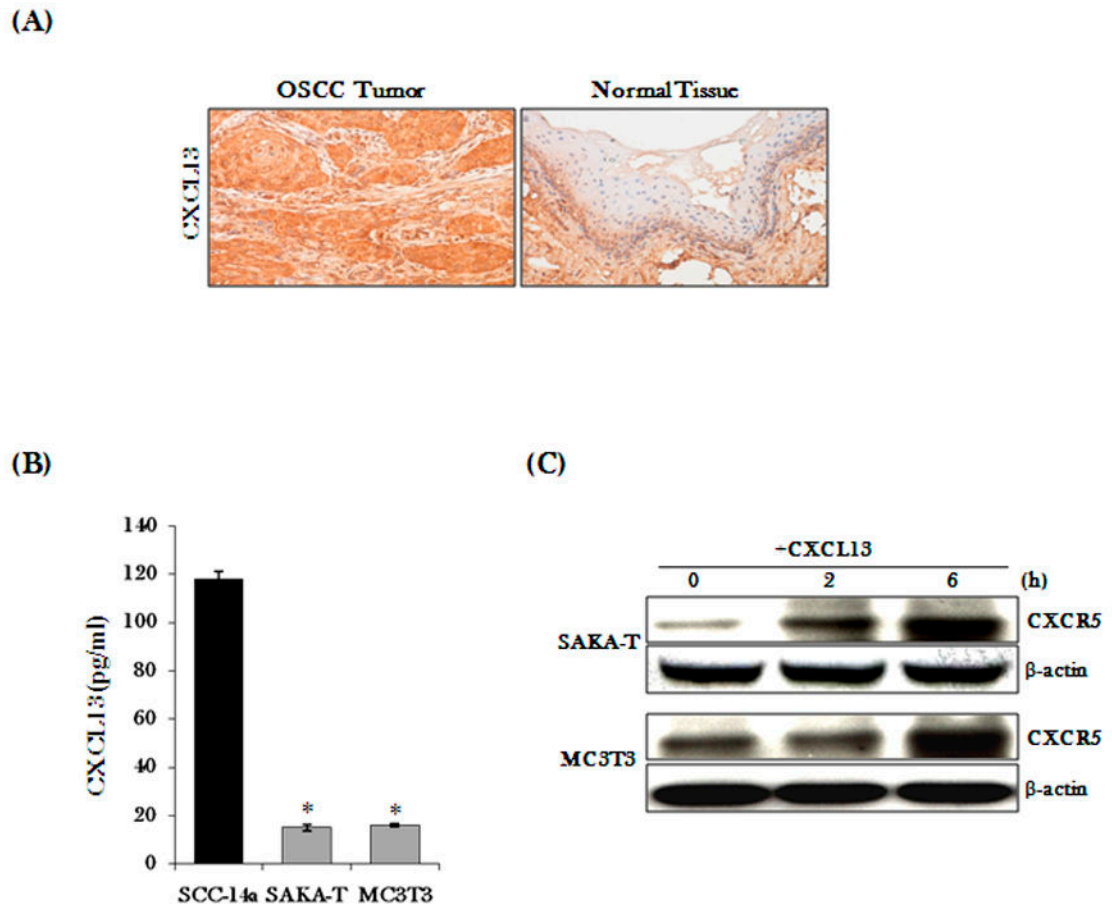 (A)
OSCC Tumor
Normal Tissue
CXCL13
(B)
CXCL13 (pg/ml)
140
120
100
80
60
40
20
0
*
*
SCC-14a SAKA-T MC3T3
(C)
+CXCL13
0 2 6 (h)
SAKA-T
CXCR5
β-actin
MC3T3
CXCR5
β-actin